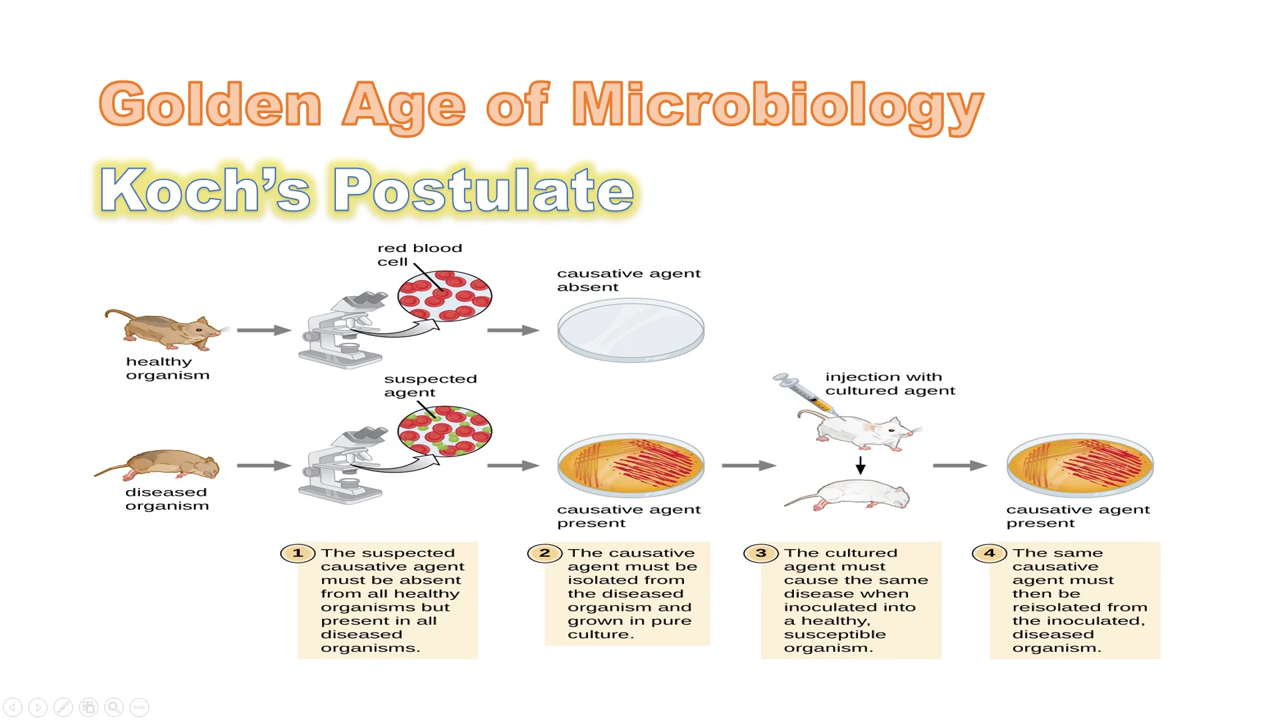 Golden Age of Microbiology
Koch’s Postulate
red blood
cell
causative agent
absent
healthy
organism
suspected
agent
injection with
cultured agent
diseased
organism
causative agent
present
causative agent
present
1 The suspected
causative agent
must be absent
from all healthy
organisms but
present in all
diseased
organisms.
2 The causative
agent must be
isolated from
the diseased
organism and
grown in pure
culture.
3 The cultured
agent must
cause the same
disease when
inoculated into
a healthy,
susceptible
organism.
4 The same
causative
agent must
then be
reisolated from
the inoculated,
diseased
organism.